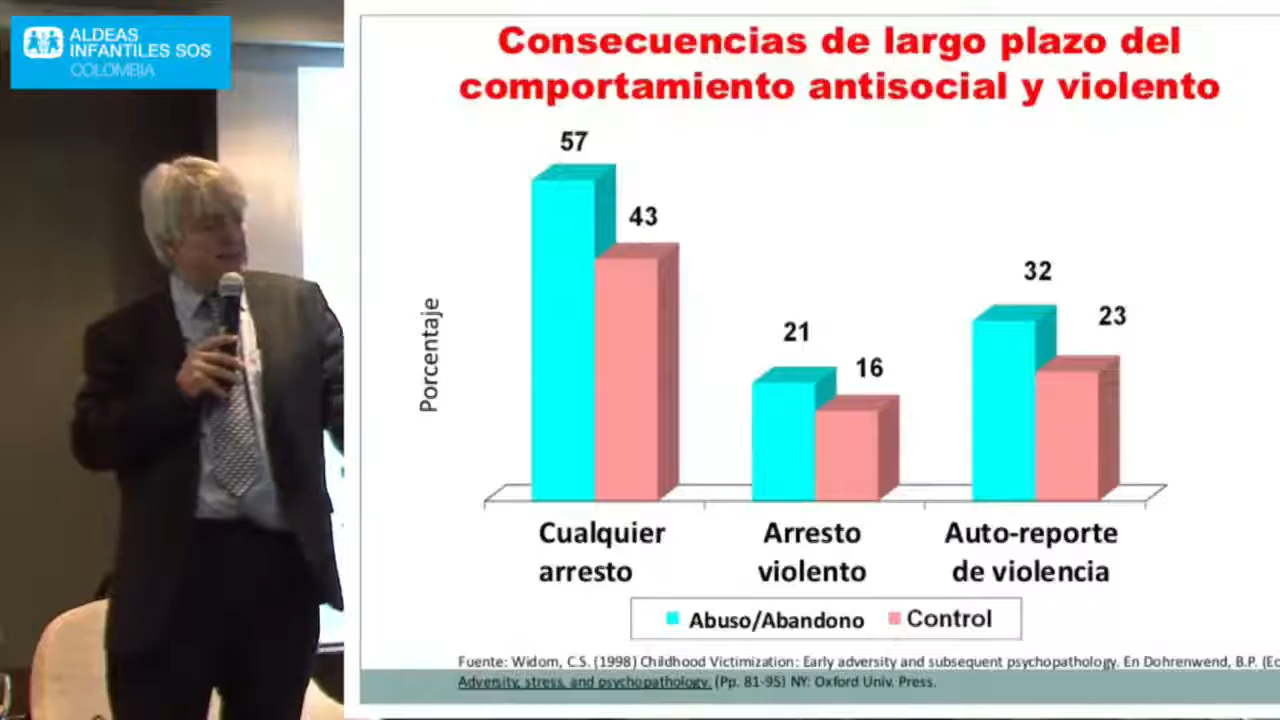 ALDEAS
INFANTILES SOS
COLOMBIA
Consecuencias de largo plazo del
comportamiento antisocial y violento
57
43
21
16
32
23
Porcentaje
Cualquier
arresto
Arresto
violento
Auto-reporte
de violencia
Abuso/Abandono
Control
Fuente: Widom, C.S. (1998) Childhood Victimization: Early adversity and subsequent psychopathology. En Dohrenwend, B.P.
Adversity, stress, and psychopathology. (Pp. 81-95) NY: Oxford Univ. Press.